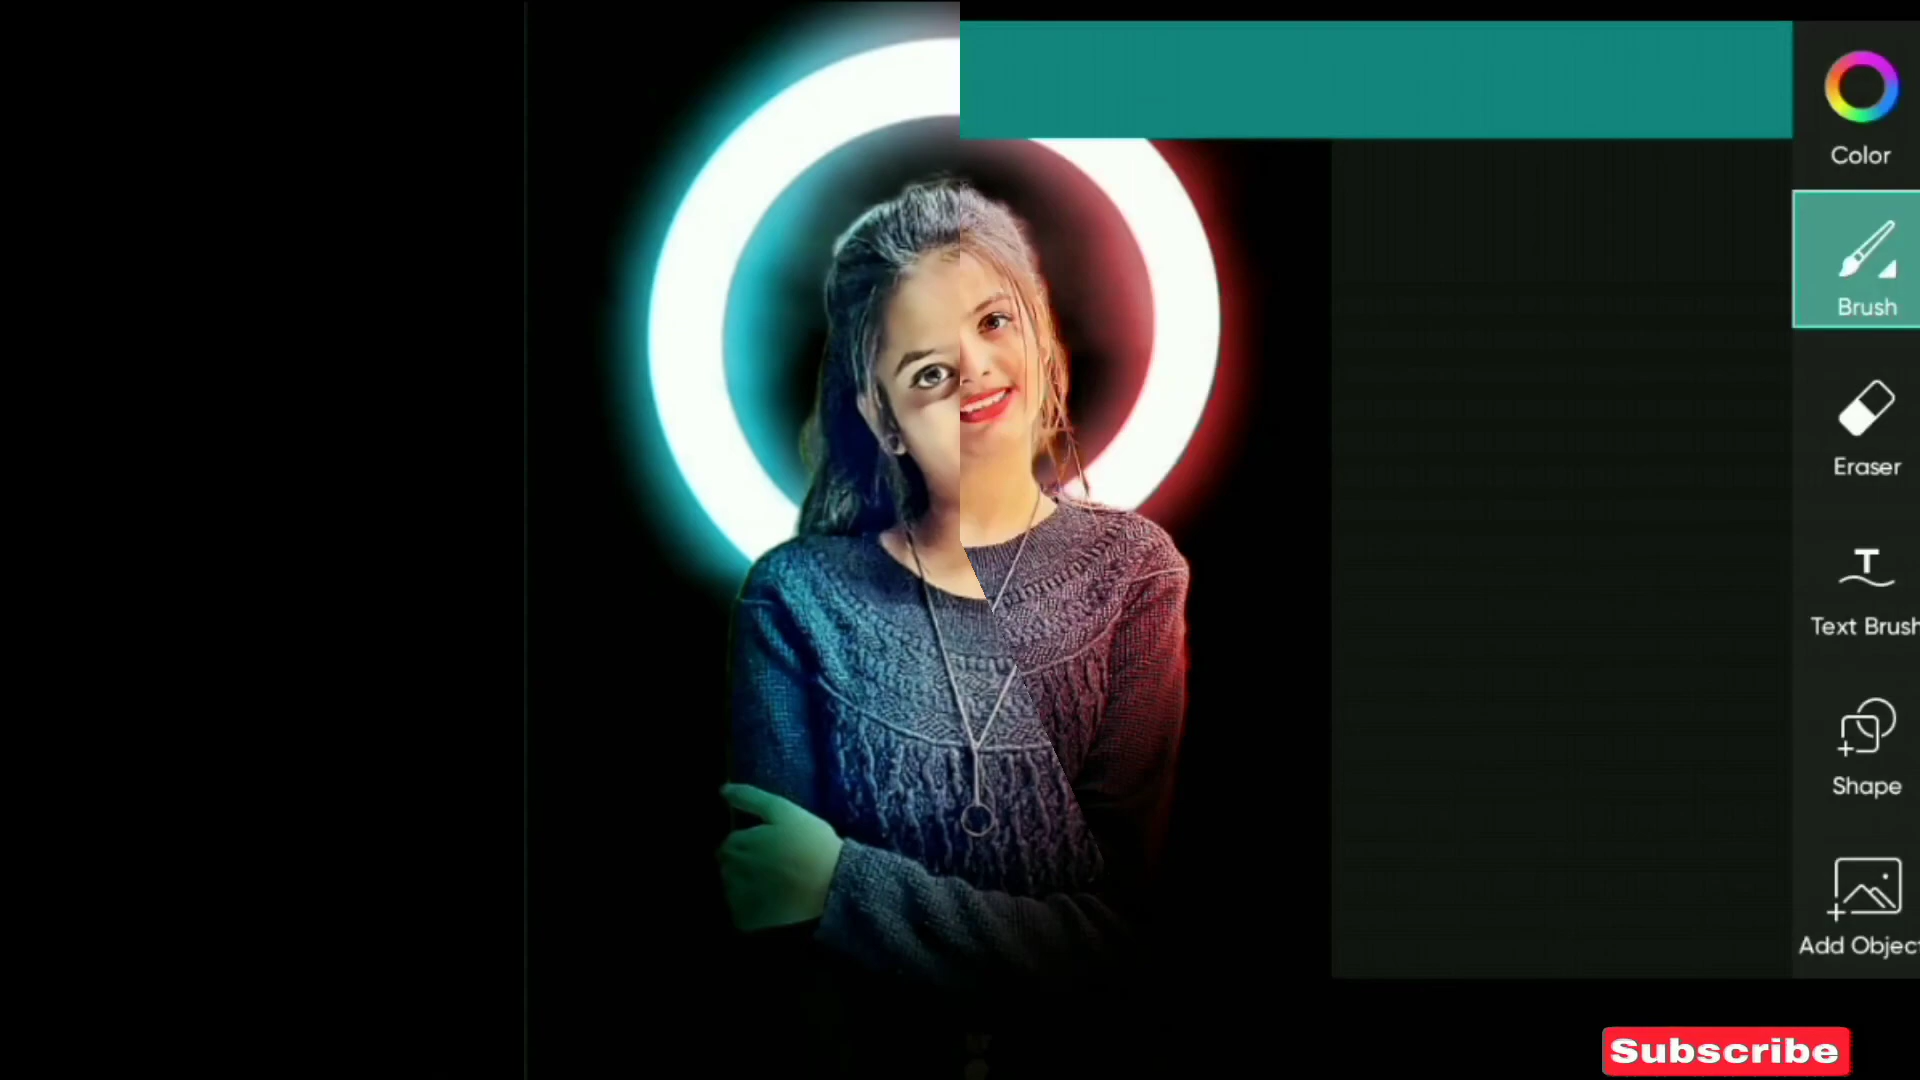 Color
Brush
Eraser
T
Text Brush
Shape
Add Object
Subscribe